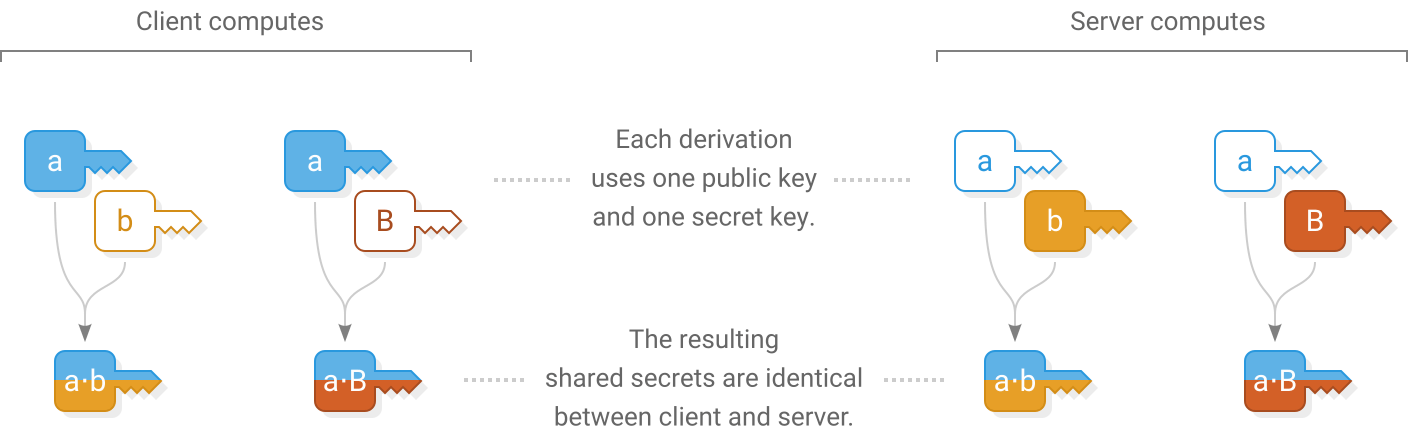 Client computes
Server computes
a
a
Each derivation
a
a
b
B
uses one public key
b
B
and one secret key.
The resulting
a·b
a·B
shared secrets are identical
a·b
a·B
between client and server.